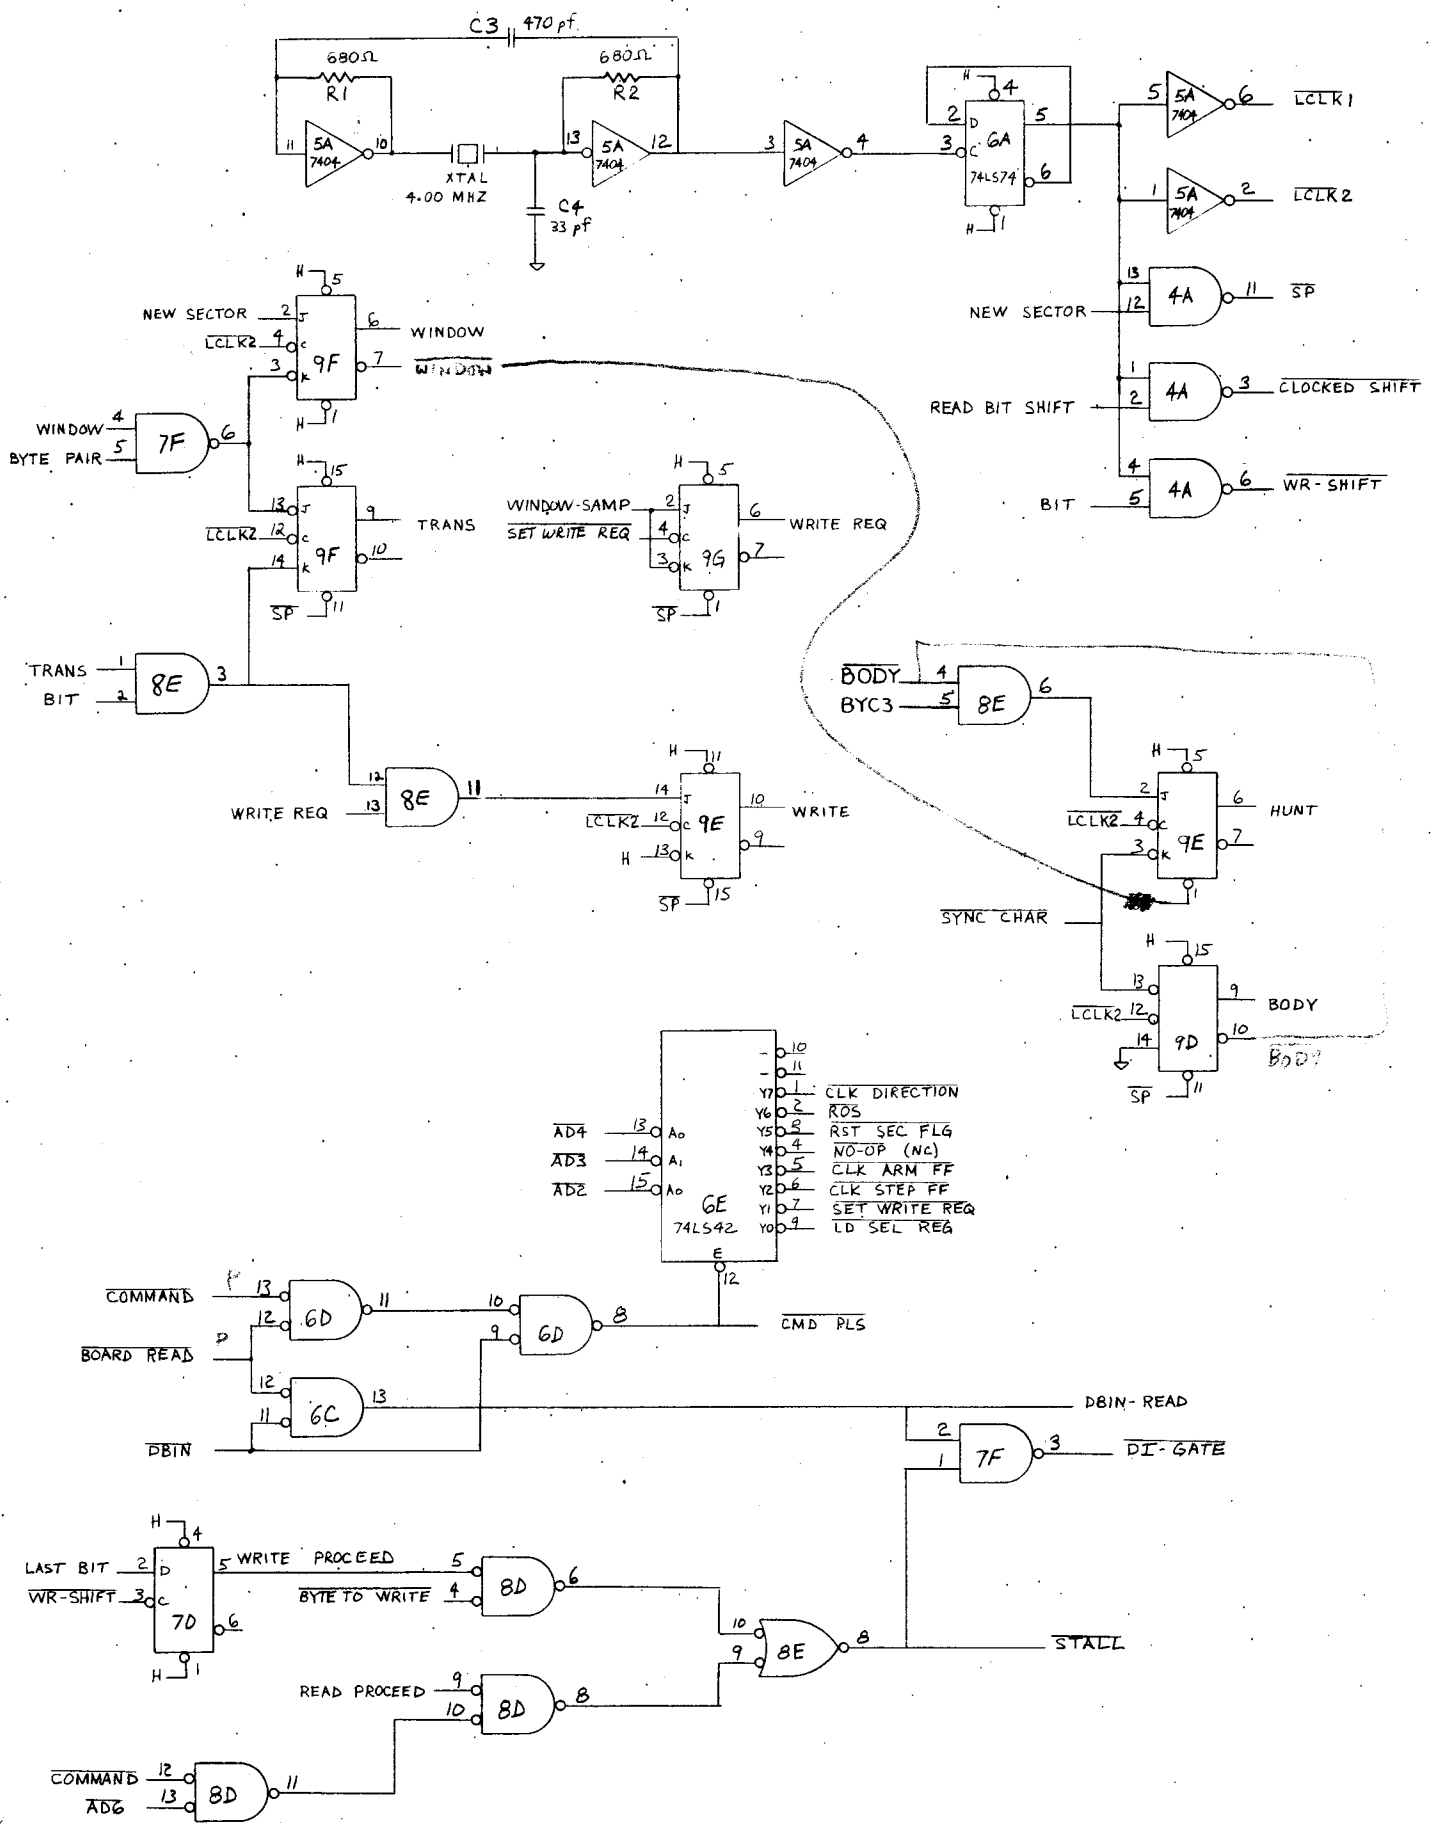 C3 470 pf.
680Ω 680Ω
R1 R2
11 5A 7404 10
XTAL
4.00 MHZ
13 5A 7404 12
C4
33 pf
3 5A 7404 4
H 4
2 D 5
6A
3 C
74LS74 6
H 1
5 5A 7404 6 LCLK1
1 5A 7404 2 LCLK2
13
NEW SECTOR 12 4A 11 SP
1
READ BIT SHIFT 2 4A 3 CLOCKED SHIFT
4
BIT 5 4A 6 WR-SHIFT
H 5
NEW SECTOR 2 J 6 WINDOW
LCLK2 4 C
9F 7 WINDOW
3 K
H 1
WINDOW 4
BYTE PAIR 5 7F 6
H 15
13 J 9 TRANS
LCLK2 12 C
9F 10
14 K
SP 11
H 5
WINDOW-SAMP 2 J 6 WRITE REQ
SET WRITE REQ 4 C
9G 7
3 K
SP 1
TRANS 1
BIT 2 8E 3
12
WRITE REQ 13 8E 11
H 11
14 J 10 WRITE
LCLK2 12 C
9E 9
H 13 K
SP 15
BODY 4
BYC3 5 8E 6
H 5
2 J 6 HUNT
LCLK2 4 C
9E 7
3 K
1
SYNC CHAR
H 15
13 9 BODY
LCLK2 12
9D 10
BODY
14
SP 11
- 10
- 11
Y7 1 CLK DIRECTION
Y6 2 ROS
AD4 13 A0 Y5 3 RST SEC FLG
Y4 4 NO-OP (NC)
AD3 14 A1 Y3 5 CLK ARM FF
AD2 15 A0 Y2 6 CLK STEP FF
6E Y1 7 SET WRITE REQ
74LS42 Y0 9 LD SEL REG
E
12
P
COMMAND 13 6D 11
12
P
BOARD READ
10
9 6D 8 CMD PLS
12
11 6C 13 DBIN-READ
DBIN
2
1 7F 3 DI-GATE
H 4
LAST BIT 2 D 5 WRITE PROCEED 5
WR-SHIFT 3 C BYTE TO WRITE 4 8D 6
7D 6
H 1
10
9 8E 8 STALL
READ PROCEED 9
10 8D 8
COMMAND 12
AD6 13 8D 11